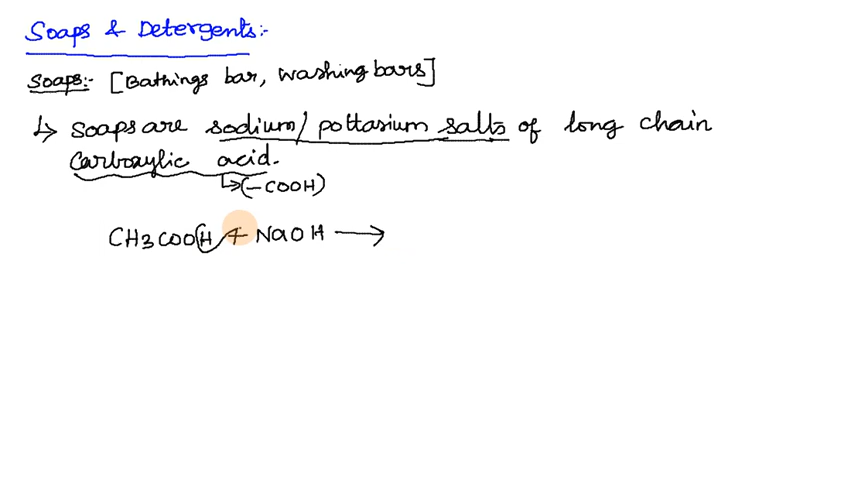 Soaps & Detergents:-
Soaps:- [Bathings bar, washing bars]
↳ Soaps are sodium/ pottasium salts of long chain
Carboxylic acid.
↳(-COOH)
CH3COOH + NaOH ⟶